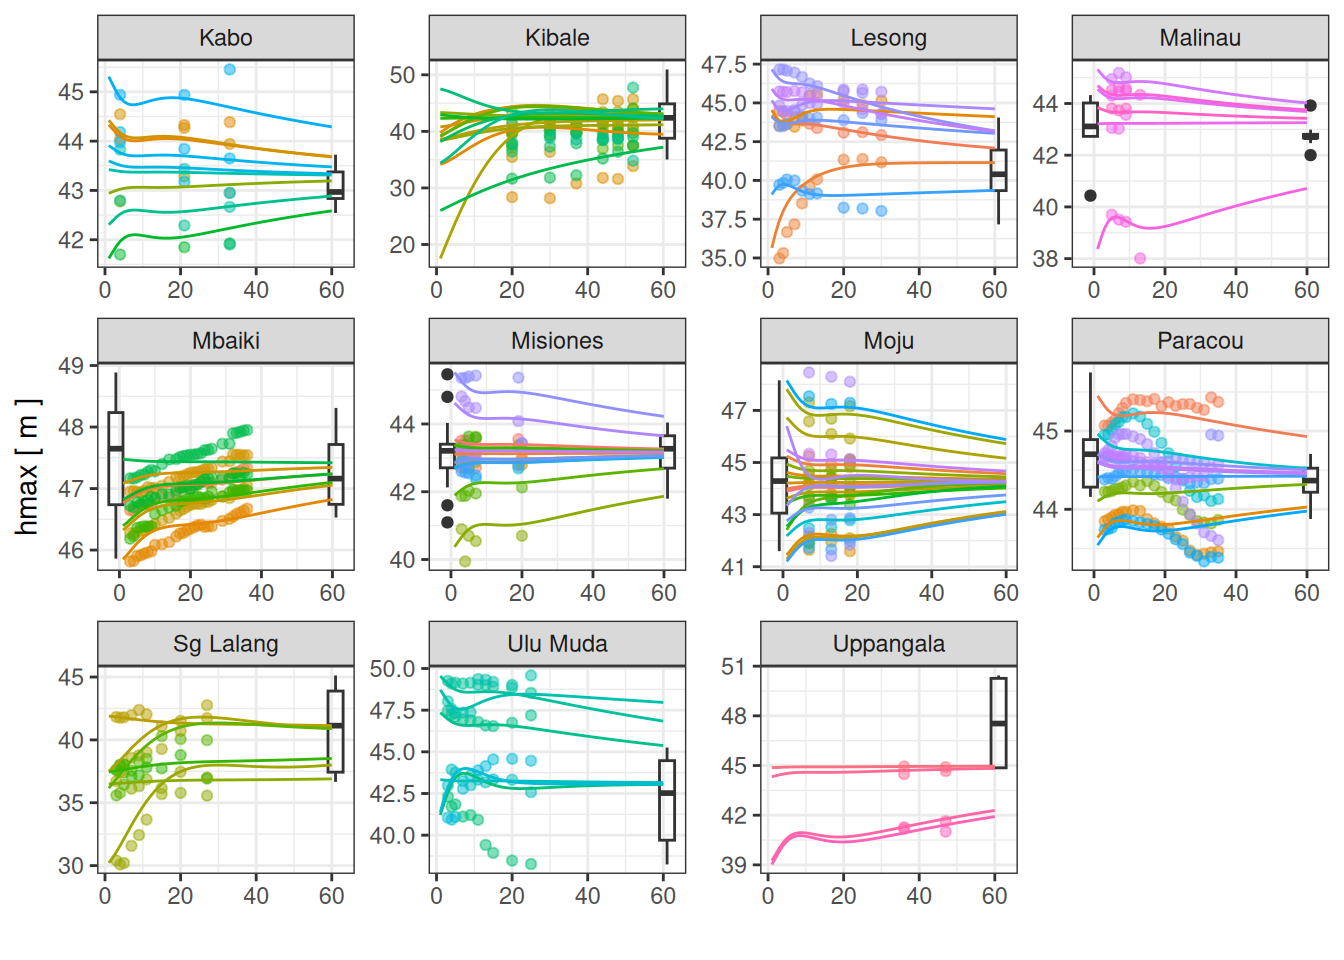 Kabo Kibale Lesong Malinau
45 44 43 42
50 40 30 20
47.5 45.0 42.5 40.0 37.5 35.0
44 42 40 38
0 20 40 60 0 20 40 60 0 20 40 60 0 20 40 60
Mbaiki Misiones Moju Paracou
49 48 47 46
44 42 40
47 45 43 41
45 44
0 20 40 60 0 20 40 60 0 20 40 60 0 20 40 60
hmax [ m ]
Sg Lalang Ulu Muda Uppangala
45 40 35 30
50.0 47.5 45.0 42.5 40.0
51 48 45 42 39
0 20 40 60 0 20 40 60 0 20 40 60